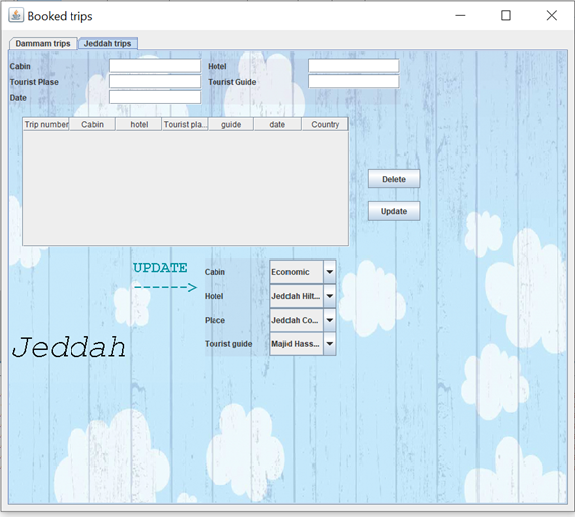 Booked trips
Dammam trips Jeddah trips
Cabin Hotel
Tourist Plase Tourist Guide
Date
Trip number Cabin hotel Tourist pla... guide date Country
Delete
Update
UPDATE
------>
Cabin Economic
Hotel Jeddah Hilt...
Place Jeddah Co...
Tourist guide Majid Hass...
Jeddah